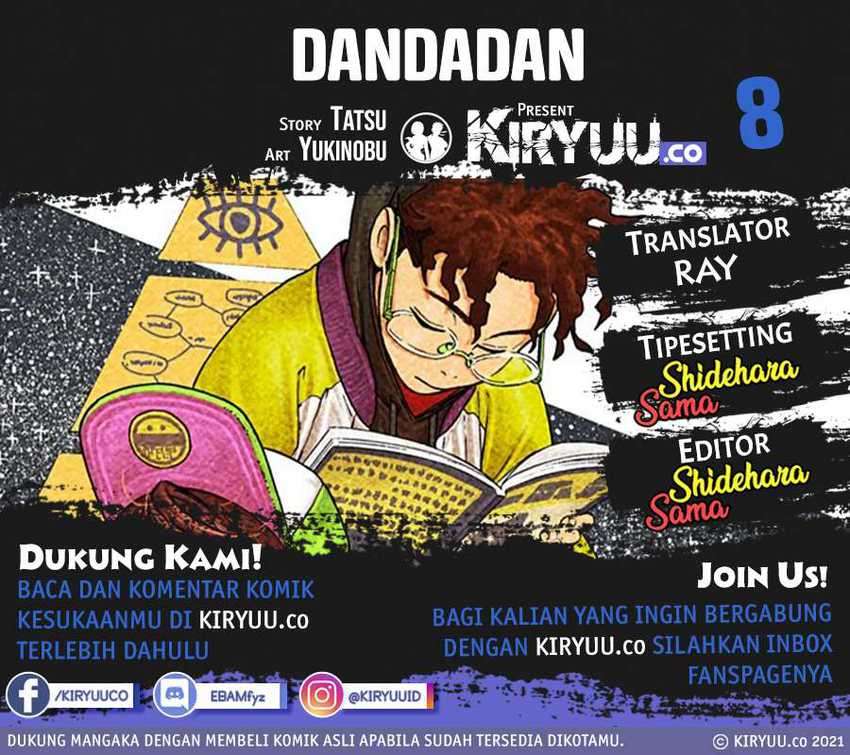 DANDADAN
8
STORY TATSU
ART YUKINOBU
PRESENT
KIRYUU.CO
TRANSLATOR
RAY
TIPESETTING
Shidehara
Sama
EDITOR
Shidehara
Sama
DUKUNG KAMI!
BACA DAN KOMENTAR KOMIK
KESUKAANMU DI KIRYUU.CO
TERLEBIH DAHULU
JOIN US!
BAGI KALIAN YANG INGIN BERGABUNG
DENGAN KIRYUU.CO SILAHKAN INBOX
FANSPAGENYA
/KIRYUUCO
EBAMfyz
@KIRYUUID
DUKUNG MANGAKA DENGAN MEMBELI KOMIK ASLI APABILA SUDAH TERSEDIA DIKOTAMU.
© KIRYUU.CO 2021